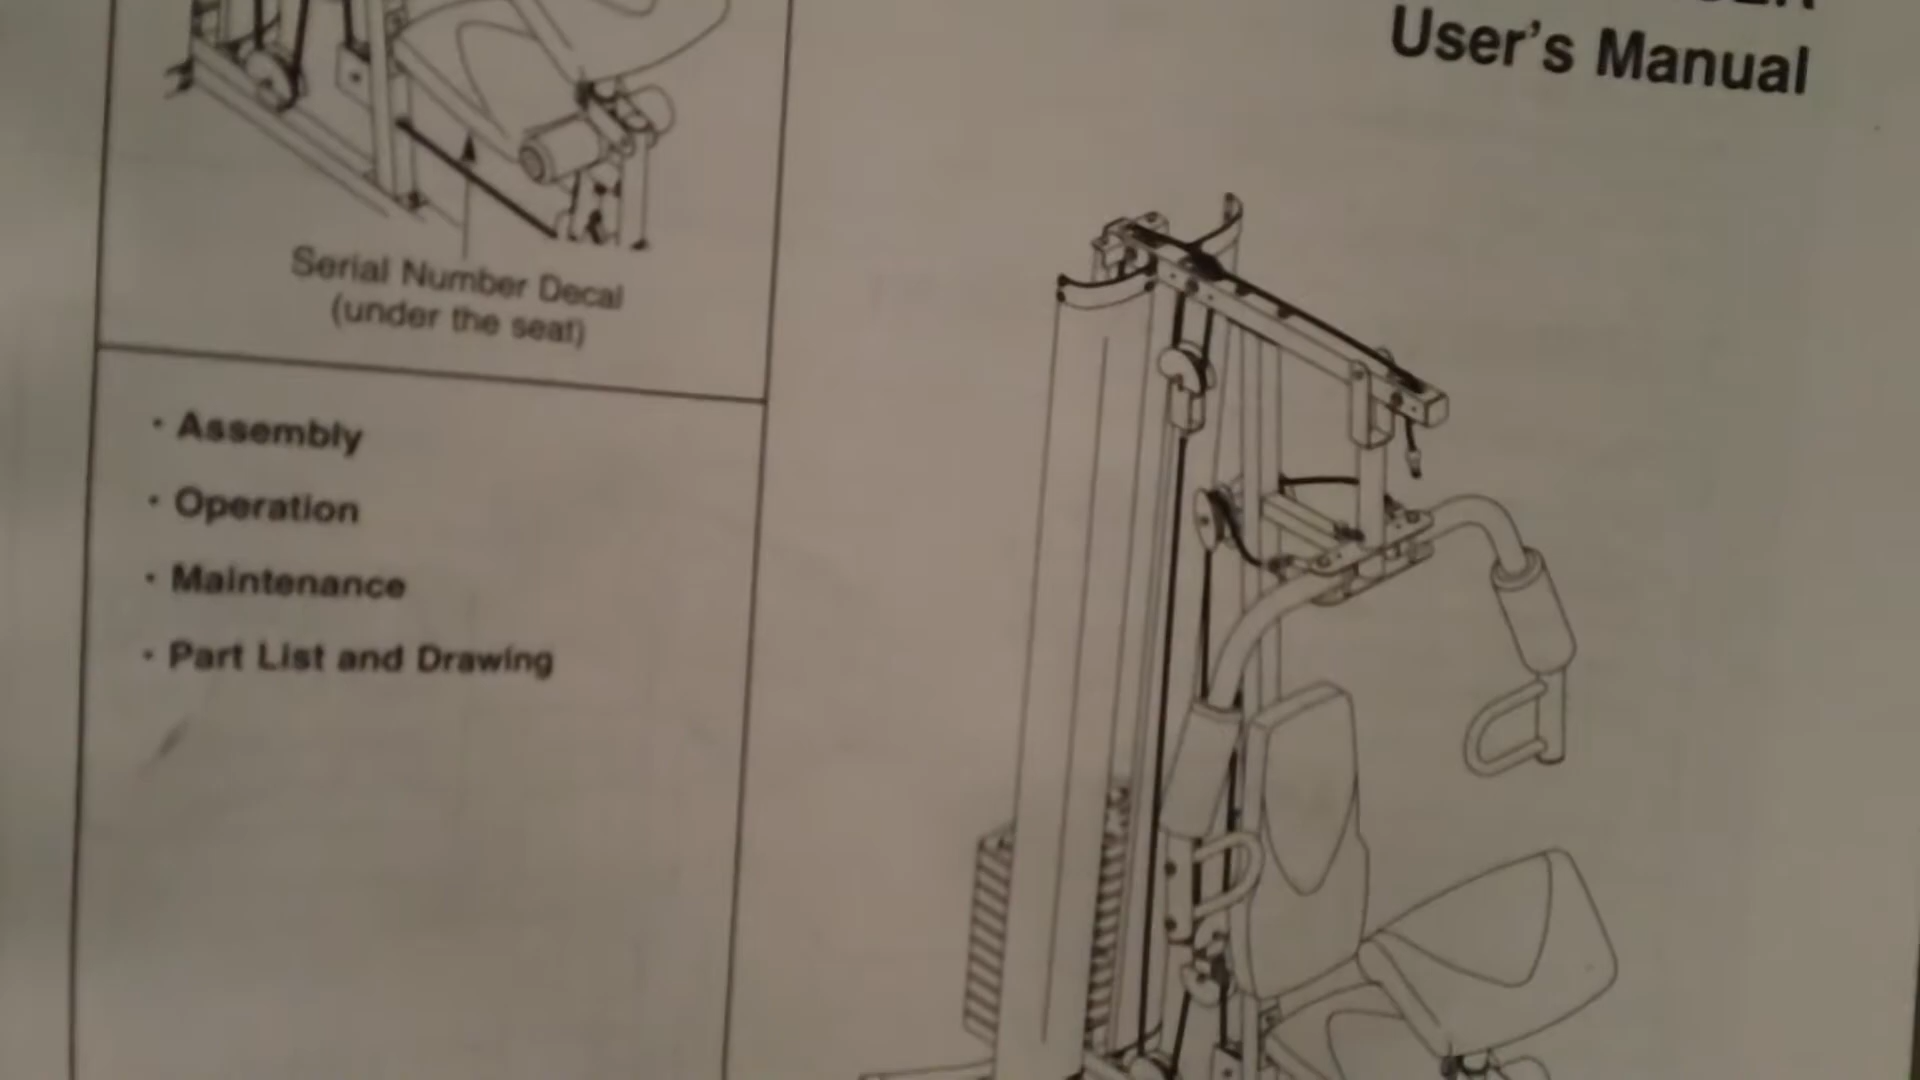 User's Manual
Serial Number Decal
(under the seat)
· Assembly
· Operation
· Maintenance
· Part List and Drawing